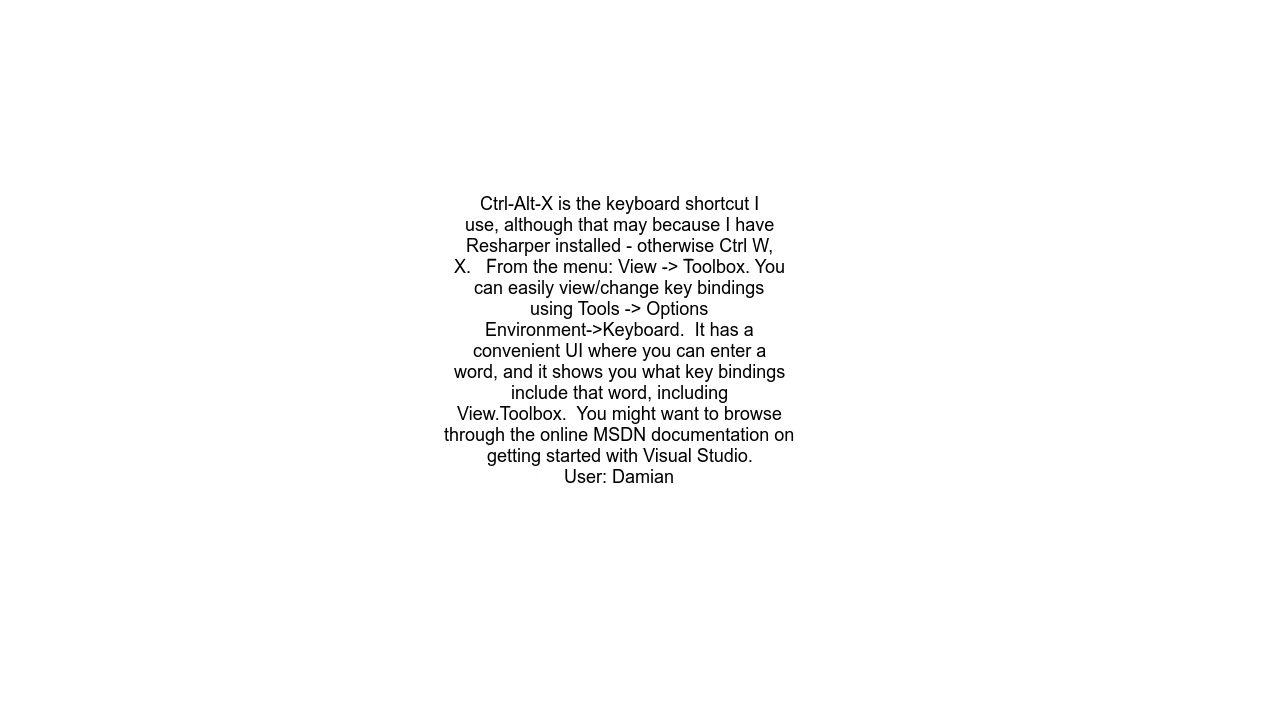 Ctrl-Alt-X is the keyboard shortcut I
use, although that may because I have
Resharper installed - otherwise Ctrl W,
X.   From the menu: View -> Toolbox. You
can easily view/change key bindings
using Tools -> Options
Environment->Keyboard.  It has a
convenient UI where you can enter a
word, and it shows you what key bindings
include that word, including
View.Toolbox.  You might want to browse
through the online MSDN documentation on
getting started with Visual Studio.
User: Damian